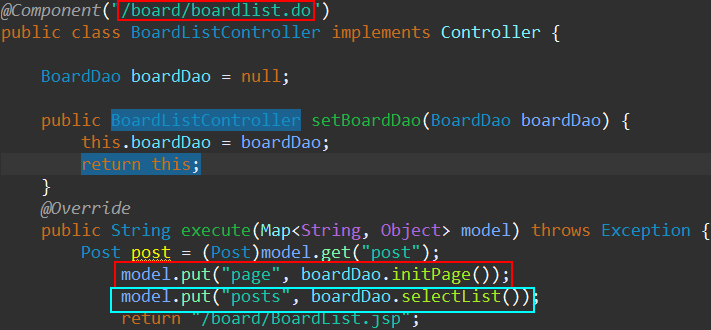 @Component("/board/boardlist.do")
public class BoardListController implements Controller {
BoardDao boardDao = null;
public BoardListController setBoardDao(BoardDao boardDao) {
this.boardDao = boardDao;
return this;
}
@Override
public String execute(Map<String, Object> model) throws Exception {
Post post = (Post)model.get("post");
model.put("page", boardDao.initPage());
model.put("posts", boardDao.selectList());
return "/board/BoardList.jsp";